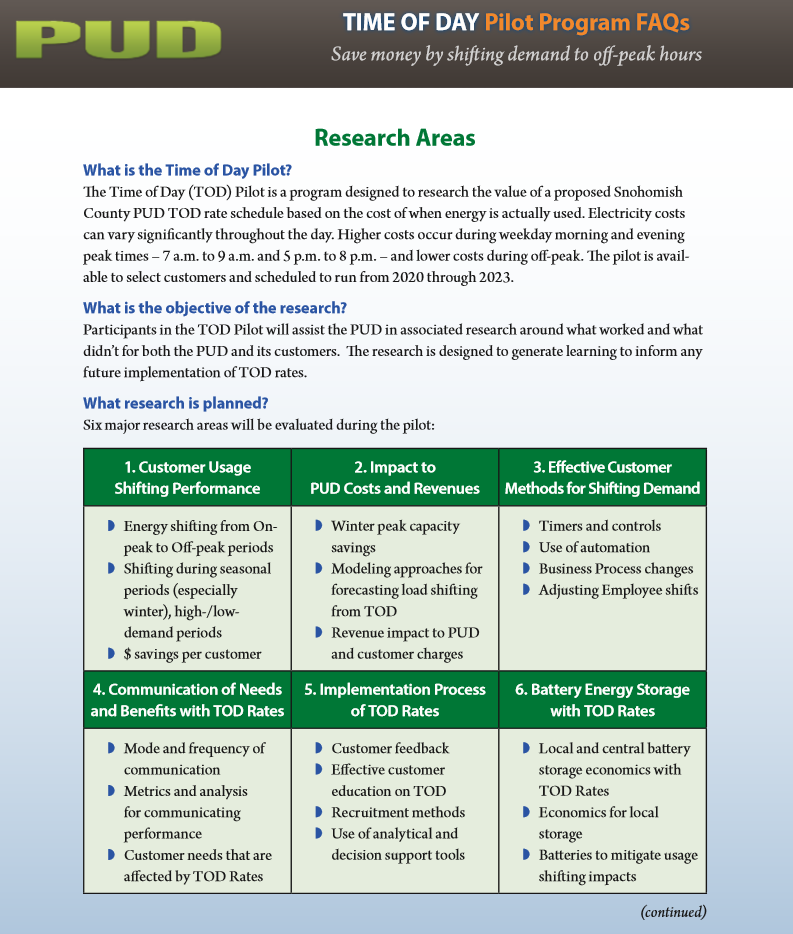 PUD
TIME OF DAY Pilot Program FAQs
Save money by shifting demand to off-peak hours
Research Areas
What is the Time of Day Pilot?
The Time of Day (TOD) Pilot is a program designed to research the value of a proposed Snohomish
County PUD TOD rate schedule based on the cost of when energy is actually used. Electricity costs
can vary significantly throughout the day. Higher costs occur during weekday morning and evening
peak times – 7 a.m. to 9 a.m. and 5 p.m. to 8 p.m. – and lower costs during off-peak. The pilot is avail-
able to select customers and scheduled to run from 2020 through 2023.
What is the objective of the research?
Participants in the TOD Pilot will assist the PUD in associated research around what worked and what
didn't for both the PUD and its customers. The research is designed to generate learning to inform any
future implementation of TOD rates.
What research is planned?
Six major research areas will be evaluated during the pilot:
1. Customer Usage
Shifting Performance
Energy shifting from On-
peak to Off-peak periods
Shifting during seasonal
periods (especially
winter), high-/low-
demand periods
$ savings per customer
2. Impact to
PUD Costs and Revenues
Winter peak capacity
savings
Modeling approaches for
forecasting load shifting
from TOD
Revenue impact to PUD
and customer charges
3. Effective Customer
Methods for Shifting Demand
Timers and controls
Use of automation
Business Process changes
Adjusting Employee shifts
4. Communication of Needs
and Benefits with TOD Rates
Mode and frequency of
communication
Metrics and analysis
for communicating
performance
Customer needs that are
affected by TOD Rates
5. Implementation Process
of TOD Rates
Customer feedback
Effective customer
education on TOD
Recruitment methods
Use of analytical and
decision support tools
6. Battery Energy Storage
with TOD Rates
Local and central battery
storage economics with
TOD Rates
Economics for local
storage
Batteries to mitigate usage
shifting impacts
(continued)